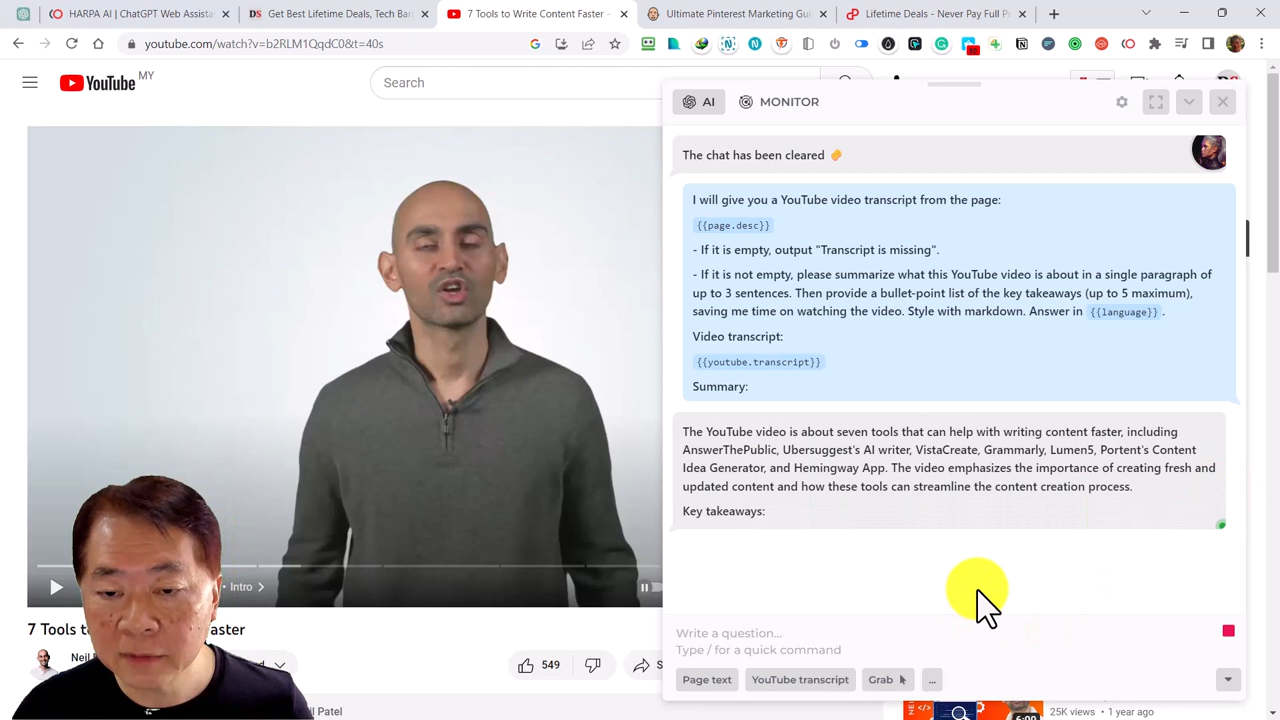 HARPA AI | ChatGPT Web Assista
Get Best Lifetime Deals, Tech Bar
7 Tools to Write Content Faster -
Ultimate Pinterest Marketing Gu
Lifetime Deals - Never Pay Full P
youtube.com/watch?v=b2RLM1QqdC0&t=40s
YouTube MY
Search
AI
MONITOR
The chat has been cleared
I will give you a YouTube video transcript from the page:
{{page.desc}}
- If it is empty, output "Transcript is missing".
- If it is not empty, please summarize what this YouTube video is about in a single paragraph of
up to 3 sentences. Then provide a bullet-point list of the key takeaways (up to 5 maximum),
saving me time on watching the video. Style with markdown. Answer in {{language}}.
Video transcript:
{{youtube.transcript}}
Summary:
The YouTube video is about seven tools that can help with writing content faster, including
AnswerThePublic, Ubersuggest's AI writer, VistaCreate, Grammarly, Lumen5, Portent's Content
Idea Generator, and Hemingway App. The video emphasizes the importance of creating fresh and
updated content and how these tools can streamline the content creation process.
Key takeaways:
Intro
7 Tools to
aster
Neil
549
S
Write a question...
Type / for a quick command
Page text
YouTube transcript
Grab
...
il Patel
6:00
25K views • 1 year ago